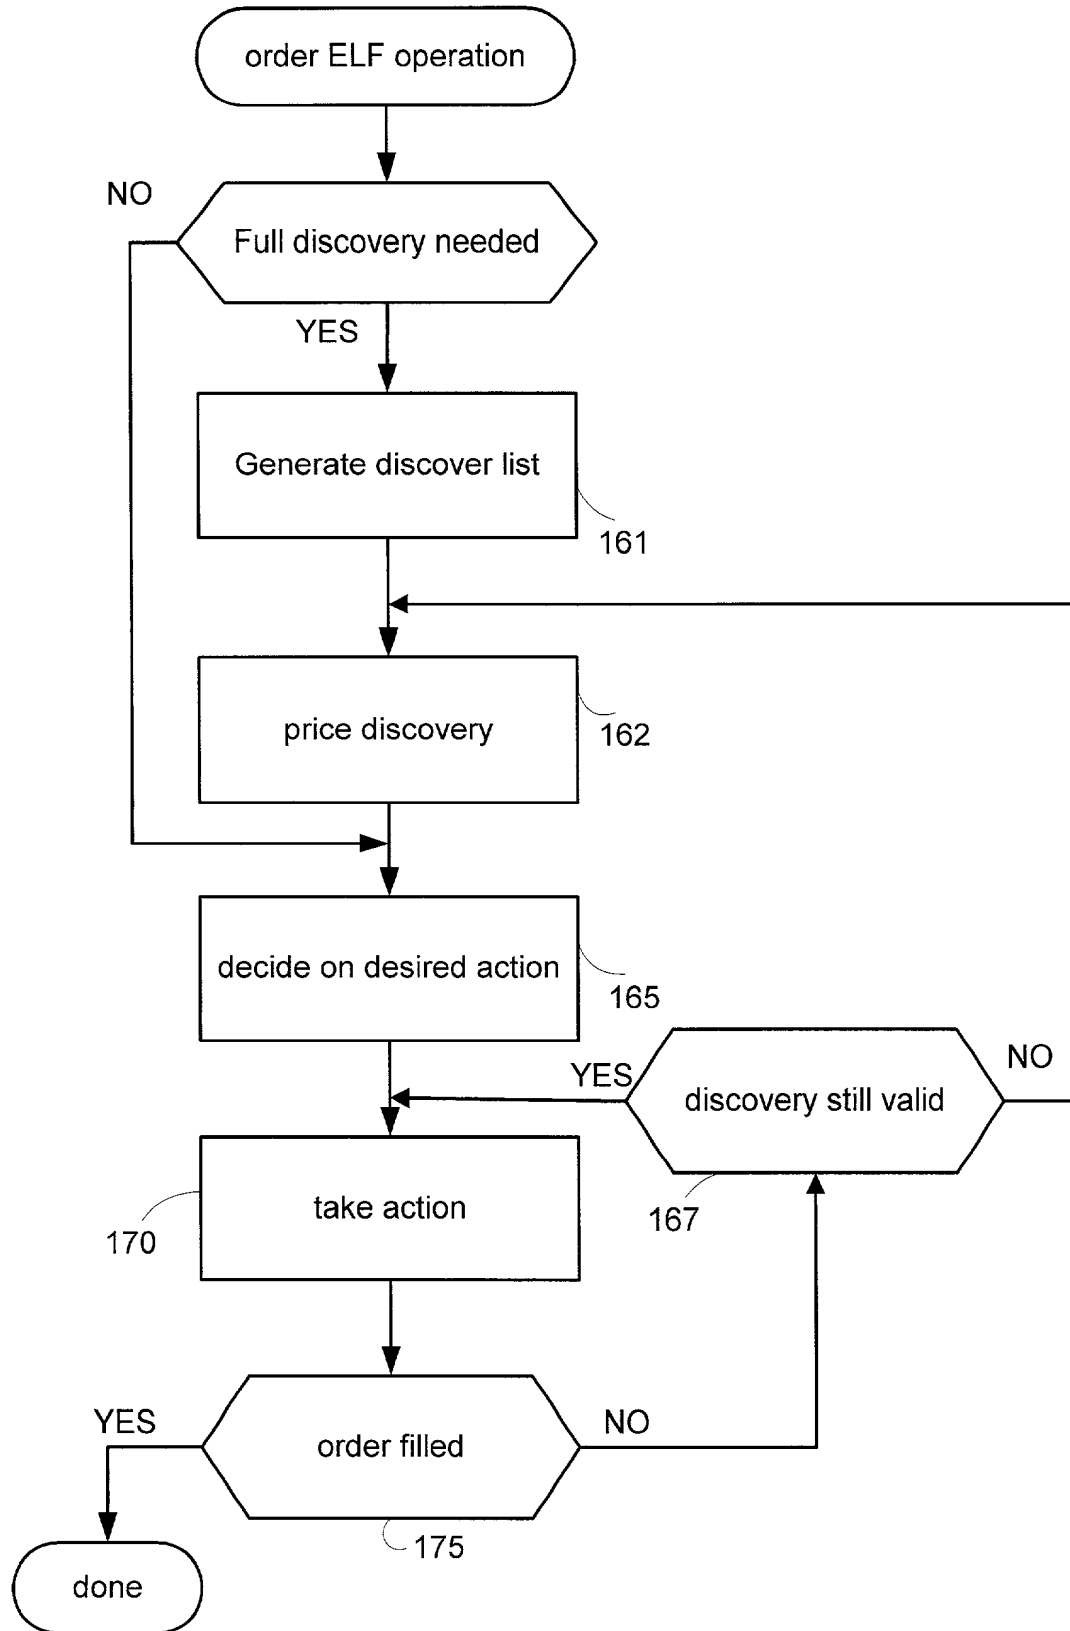 order ELF operation
NO
Full discovery needed
YES
Generate discover list
161
price discovery
162
decide on desired action
165
NO
YES
discovery still valid
take action
167
170
YES
NO
order filled
175
done